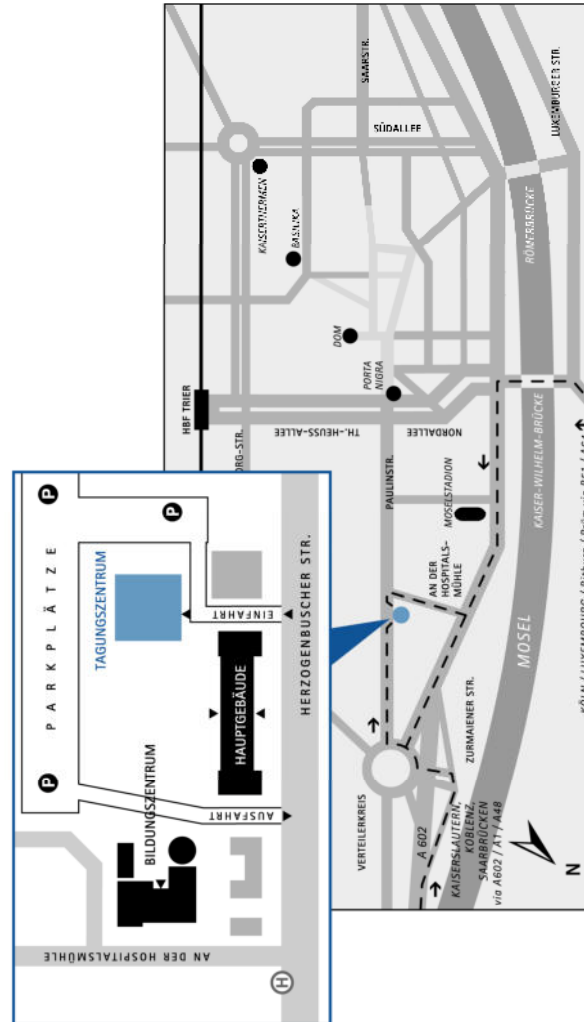 SAARSTR.
LUXEMBURGER STR.
SÜDALLEE
KAISERTHERMEN
BASILIKA
RÖMERBRÜCKE
DOM
PORTA
NIGRA
HBF TRIER
TH.-HEUSS-ALLEE
NORDALLEE
KAISER-WILHELM-BRÜCKE
ORG-STR.
PAULINSTR.
MOSELSTADION
AN DER
HOSPITALS-
MÜHLE
MOSEL
ZURMAIENER STR.
VERTEILERKREIS
A 602
KAISERSLAUTERN,
KOBLENZ,
SAARBRÜCKEN
via A602 / A1 / A48
N
P
P
P
PARKPLÄTZE
TAGUNGSZENTRUM
EINFAHRT
HERZOGENBUSCHER STR.
HAUPTGEBÄUDE
AUSFAHRT
BILDUNGSZENTRUM
AN DER HOSPITALSMÜHLE
H